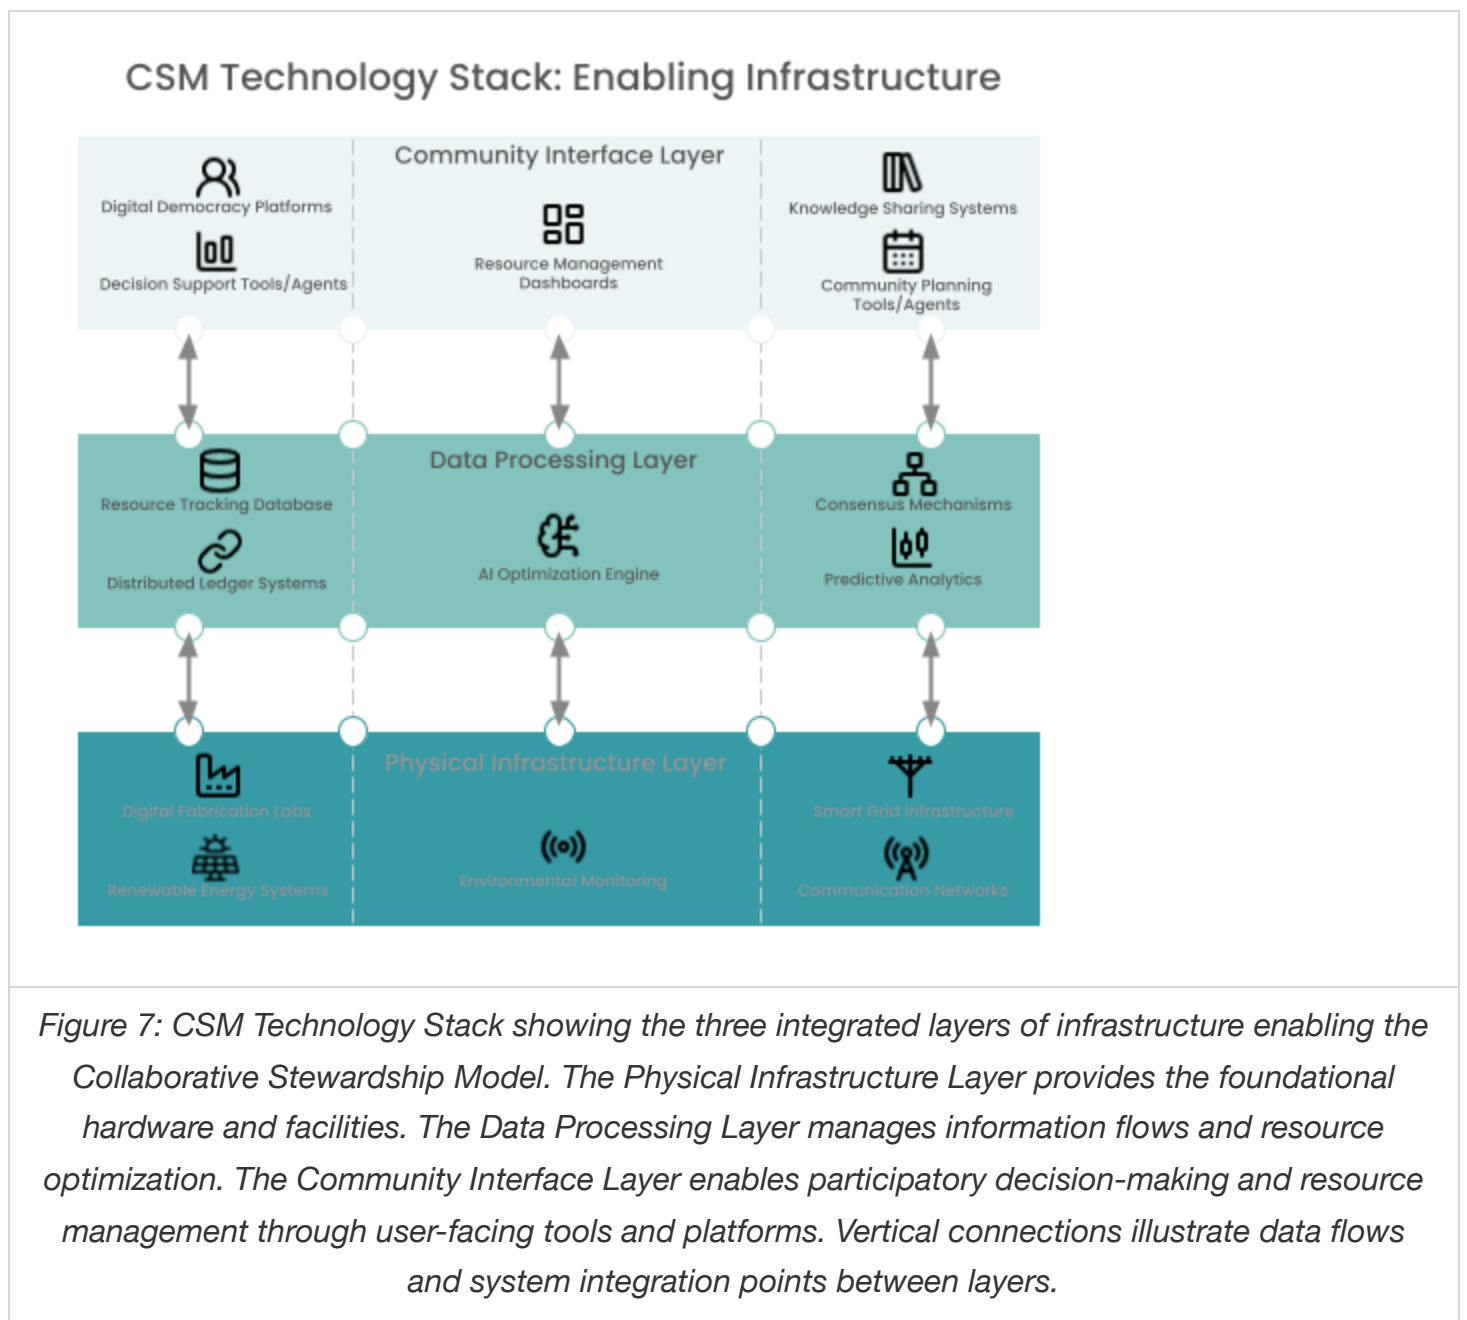 CSM Technology Stack: Enabling Infrastructure
Community Interface Layer
Digital Democracy Platforms
Decision Support Tools/Agents
Resource Management
Dashboards
Knowledge Sharing Systems
Community Planning
Tools/Agents
Data Processing Layer
Resource Tracking Database
Distributed Ledger Systems
AI Optimization Engine
Consensus Mechanisms
Predictive Analytics
Physical Infrastructure Layer
Digital Fabrication Labs
Renewable Energy Systems
Environmental Monitoring
Smart Grid Infrastructure
Communication Networks
Figure 7: CSM Technology Stack showing the three integrated layers of infrastructure enabling the
Collaborative Stewardship Model. The Physical Infrastructure Layer provides the foundational
hardware and facilities. The Data Processing Layer manages information flows and resource
optimization. The Community Interface Layer enables participatory decision-making and resource
management through user-facing tools and platforms. Vertical connections illustrate data flows
and system integration points between layers.